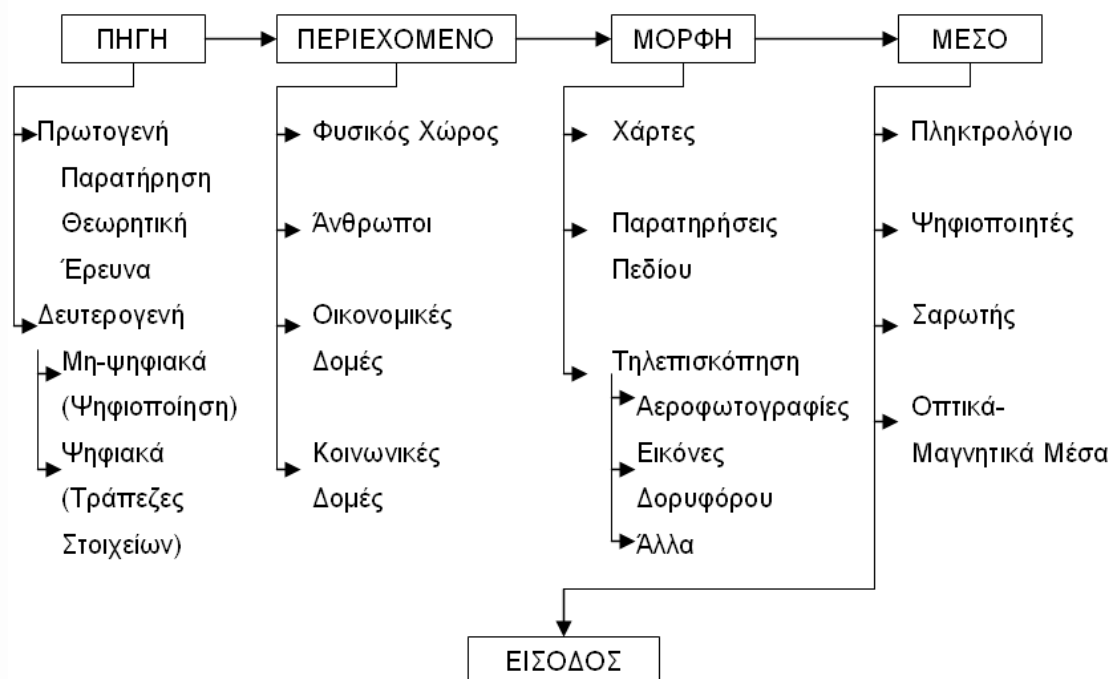 ΠΗΓΗ
ΠΕΡΙΕΧΟΜΕΝΟ
ΜΟΡΦΗ
ΜΕΣΟ
Πρωτογενή
Παρατήρηση
Θεωρητική
Έρευνα
Δευτερογενή
Μη-ψηφιακά
(Ψηφιοποίηση)
Ψηφιακά
(Τράπεζες
Στοιχείων)
Φυσικός Χώρος
Άνθρωποι
Οικονομικές
Δομές
Κοινωνικές
Δομές
Χάρτες
Παρατηρήσεις
Πεδίου
Τηλεπισκόπηση
Αεροφωτογραφίες
Εικόνες
Δορυφόρου
Άλλα
Πληκτρολόγιο
Ψηφιοποιητές
Σαρωτής
Οπτικά-
Μαγνητικά Μέσα
ΕΙΣΟΔΟΣ